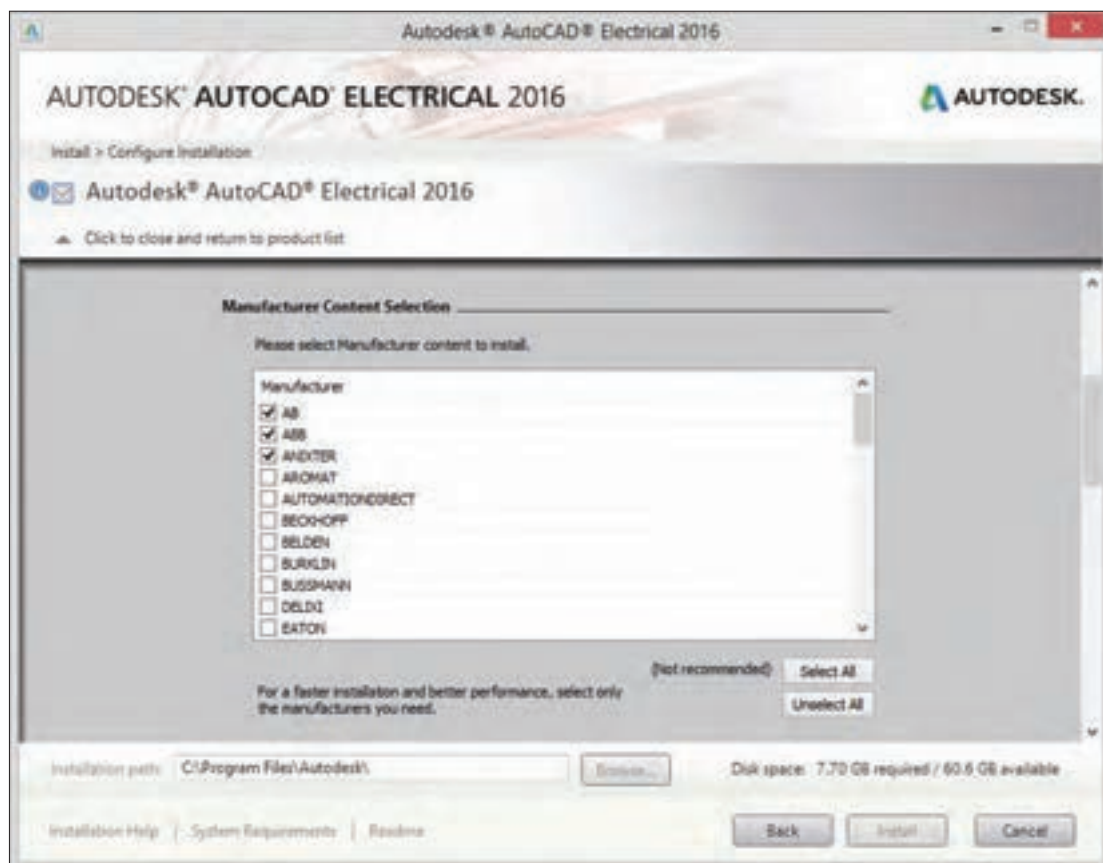 Autodesk® AutoCAD® Electrical 2016
AUTODESK® AUTOCAD® ELECTRICAL 2016
AUTODESK.
Install > Configure Installation
Autodesk® AutoCAD® Electrical 2016
Click to close and return to product list
Manufacturer Content Selection
Please select Manufacturer content to install.
Manufacturer
AB
ABB
ANIXTER
AROMAT
AUTOMATIONDIRECT
BECKHOFF
BELDEN
BURKLIN
BUSSMANN
DELIXI
EATON
(Not recommended) Select All
For a faster installation and better performance, select only
the manufacturers you need.
Unselect All
Installation path: C:\Program Files\Autodesk\ Browse... Disk space: 7.70 GB required / 60.6 GB available
Installation Help | System Requirements | Readme Back Install Cancel